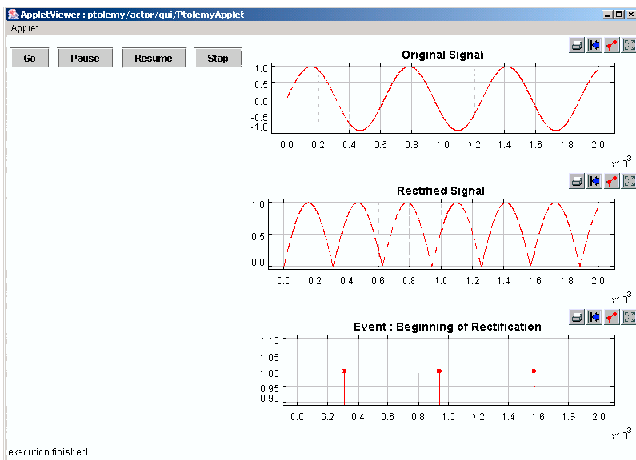 AppletViewer: ptolemy/actor/gui/PtolemyApplet
Applet
Go Pause Resume Stop
Original Signal
1.0
0.5
0.0
-0.5
-1.0
0.0 0.2 0.4 0.6 0.8 1.0 1.2 1.4 1.6 1.8 2.0
Rectified Signal
1.0
0.5
0.0
0.0 0.2 0.4 0.6 0.8 1.0 1.2 1.4 1.6 1.8 2.0
Event : Beginning of Rectification
1.10
1.05
1.00
0.95
0.0 0.2 0.4 0.6 0.8 1.0 1.2 1.4 1.6 1.8 2.0
execution finished.